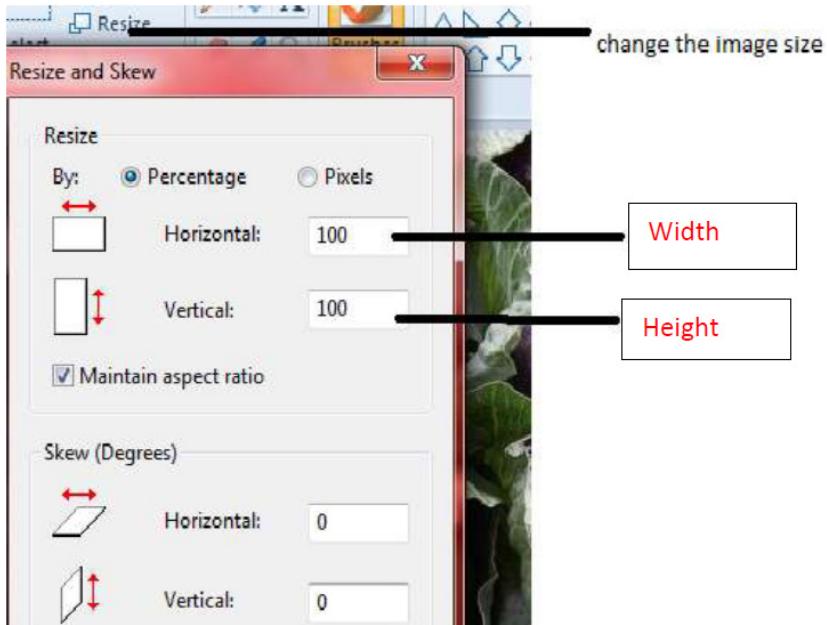 Resize
change the image size
Brushes
Resize and Skew
Resize
By: Percentage Pixels
Horizontal: 100
Width
Vertical: 100
Height
Maintain aspect ratio
Skew (Degrees)
Horizontal: 0
Vertical: 0